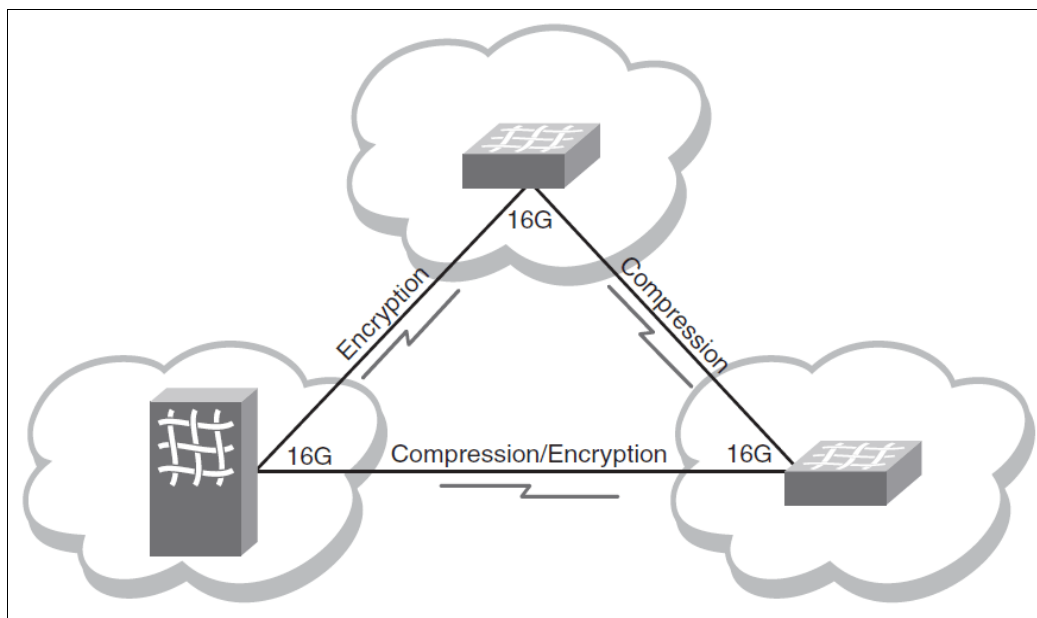 16G
Encryption
Compression
16G
Compression/Encryption
16G